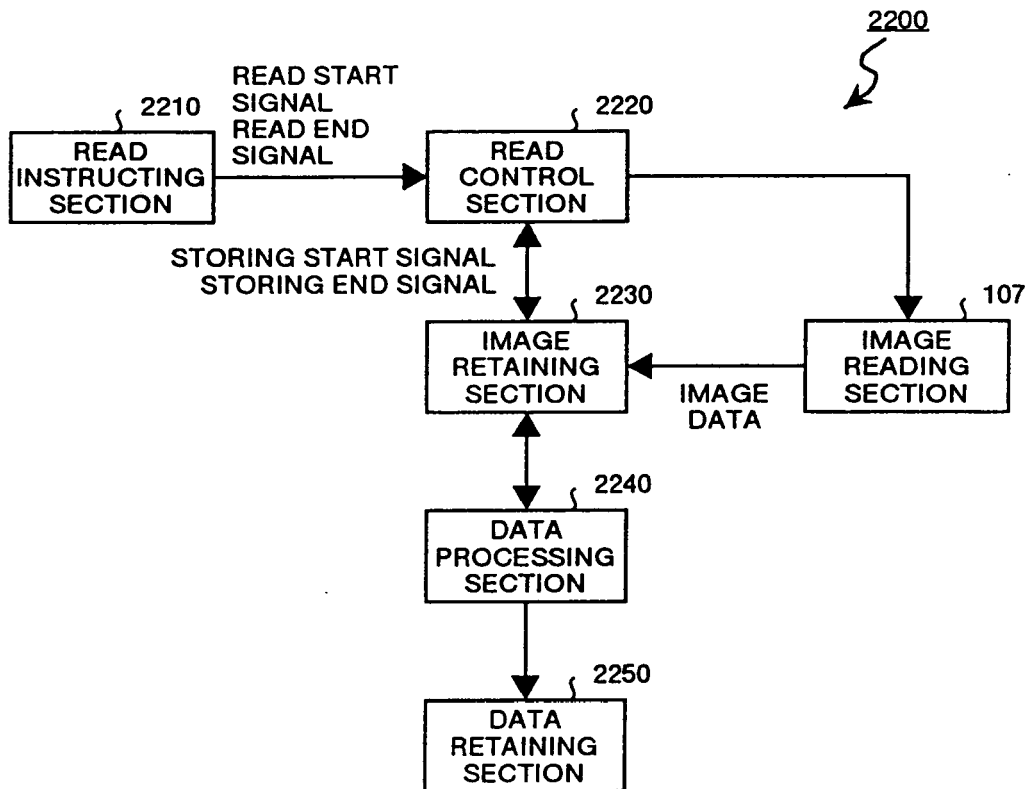 2200
READ START
SIGNAL
READ END
SIGNAL
2210
READ
INSTRUCTING
SECTION
2220
READ
CONTROL
SECTION
STORING START SIGNAL
STORING END SIGNAL
2230
IMAGE
RETAINING
SECTION
107
IMAGE
READING
SECTION
IMAGE
DATA
2240
DATA
PROCESSING
SECTION
2250
DATA
RETAINING
SECTION